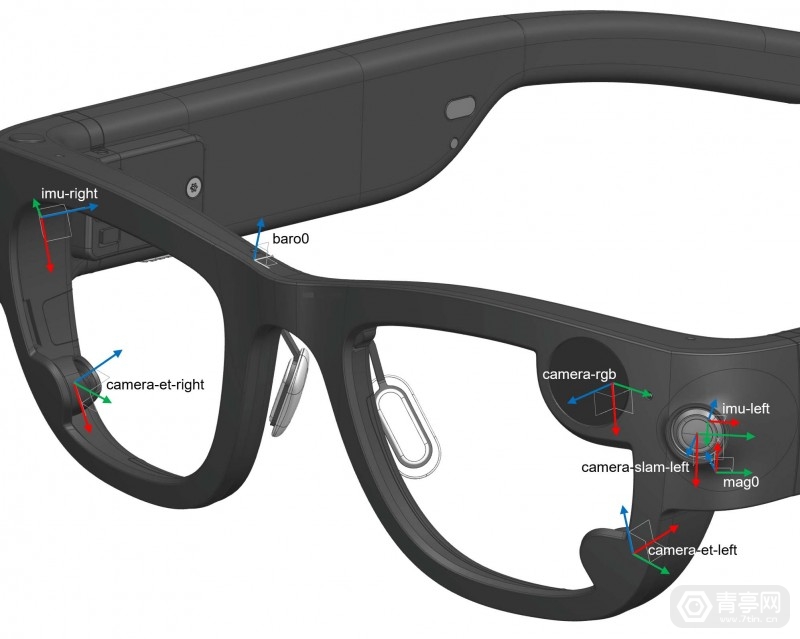 imu-right
baro0
camera-et-right
camera-rgb
imu-left
camera-slam-left
mag0
camera-et-left
青亭网
www.7tin.cn